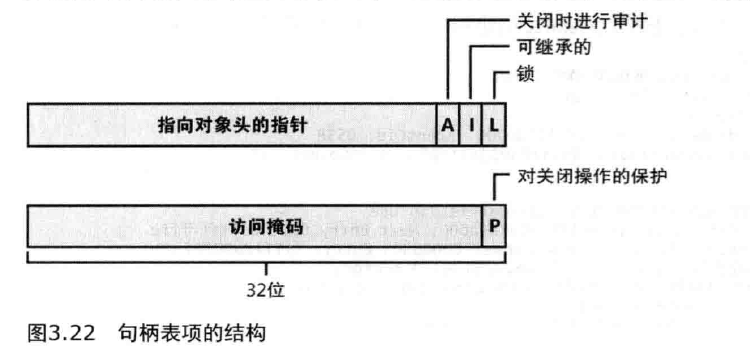 关闭时进行审计
可继承的
锁
指向对象头的指针 A I L
对关闭操作的保护
访问掩码 P
32位
图3.22 句柄表项的结构